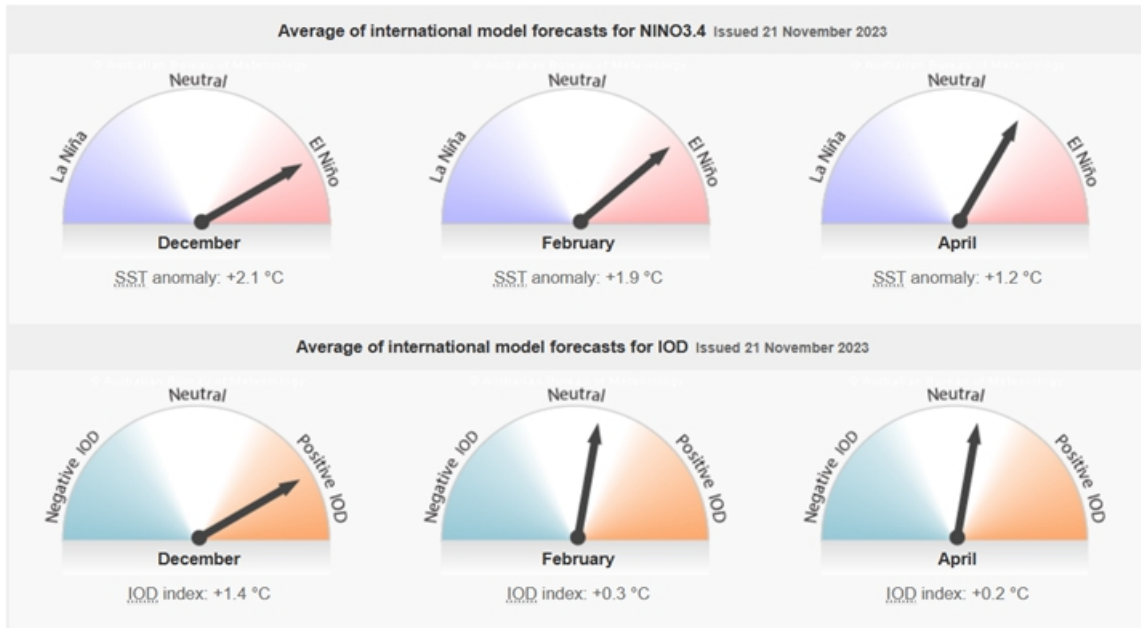 Average of international model forecasts for NINO3.4 Issued 21 November 2023
Neutral
La Niña
El Niño
December
SST anomaly: +2.1 °C
Neutral
La Niña
El Niño
February
SST anomaly: +1.9 °C
Neutral
La Niña
El Niño
April
SST anomaly: +1.2 °C
Average of international model forecasts for IOD Issued 21 November 2023
Neutral
Negative IOD
Positive IOD
December
IOD index: +1.4 °C
Neutral
Negative IOD
Positive IOD
February
IOD index: +0.3 °C
Neutral
Negative IOD
Positive IOD
April
IOD index: +0.2 °C